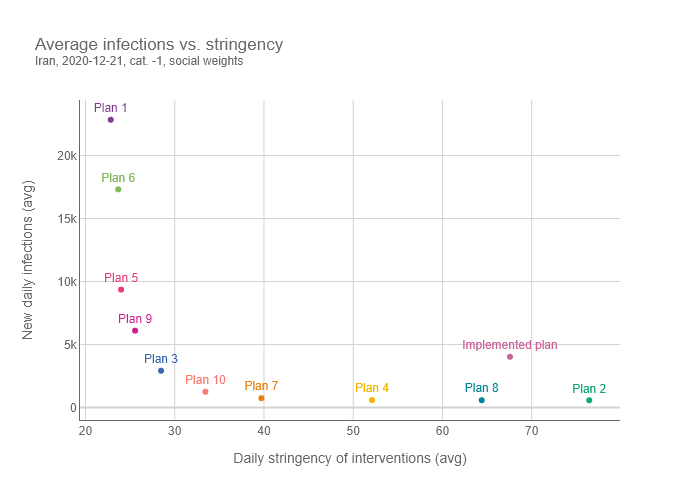 Average infections vs. stringency
Iran, 2020-12-21, cat. -1, social weights
Plan 1
20k
Plan 6
15k
Plan 5
10k
Plan 9
Implemented plan
5k
Plan 3
Plan 10
Plan 7
Plan 4
Plan 8
Plan 2
0
20
30
40
50
60
70
New daily infections (avg)
Daily stringency of interventions (avg)